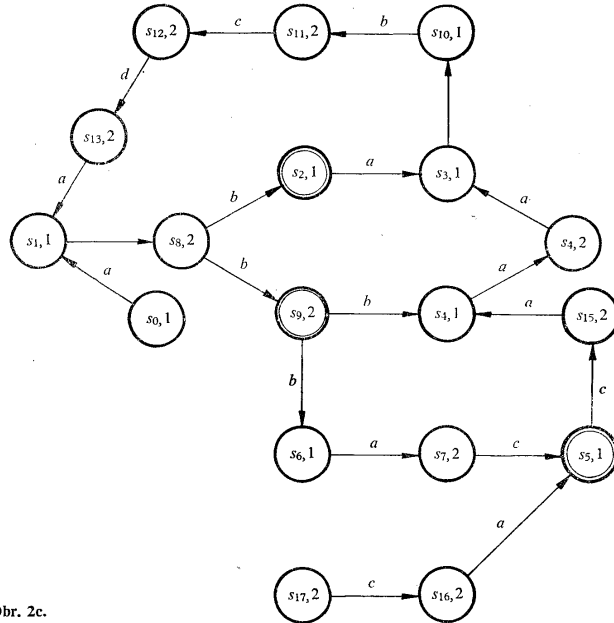 s12, 2
c
s11, 2
b
s10, 1
d
s13, 2
a
s2, 1
a
s3, 1
b
a
s1, 1
s8, 2
s4, 2
a
b
a
s0, 1
s9, 2
b
s4, 1
a
s15, 2
b
c
s6, 1
a
s7, 2
c
s5, 1
a
s17, 2
c
s16, 2
Obr. 2c.